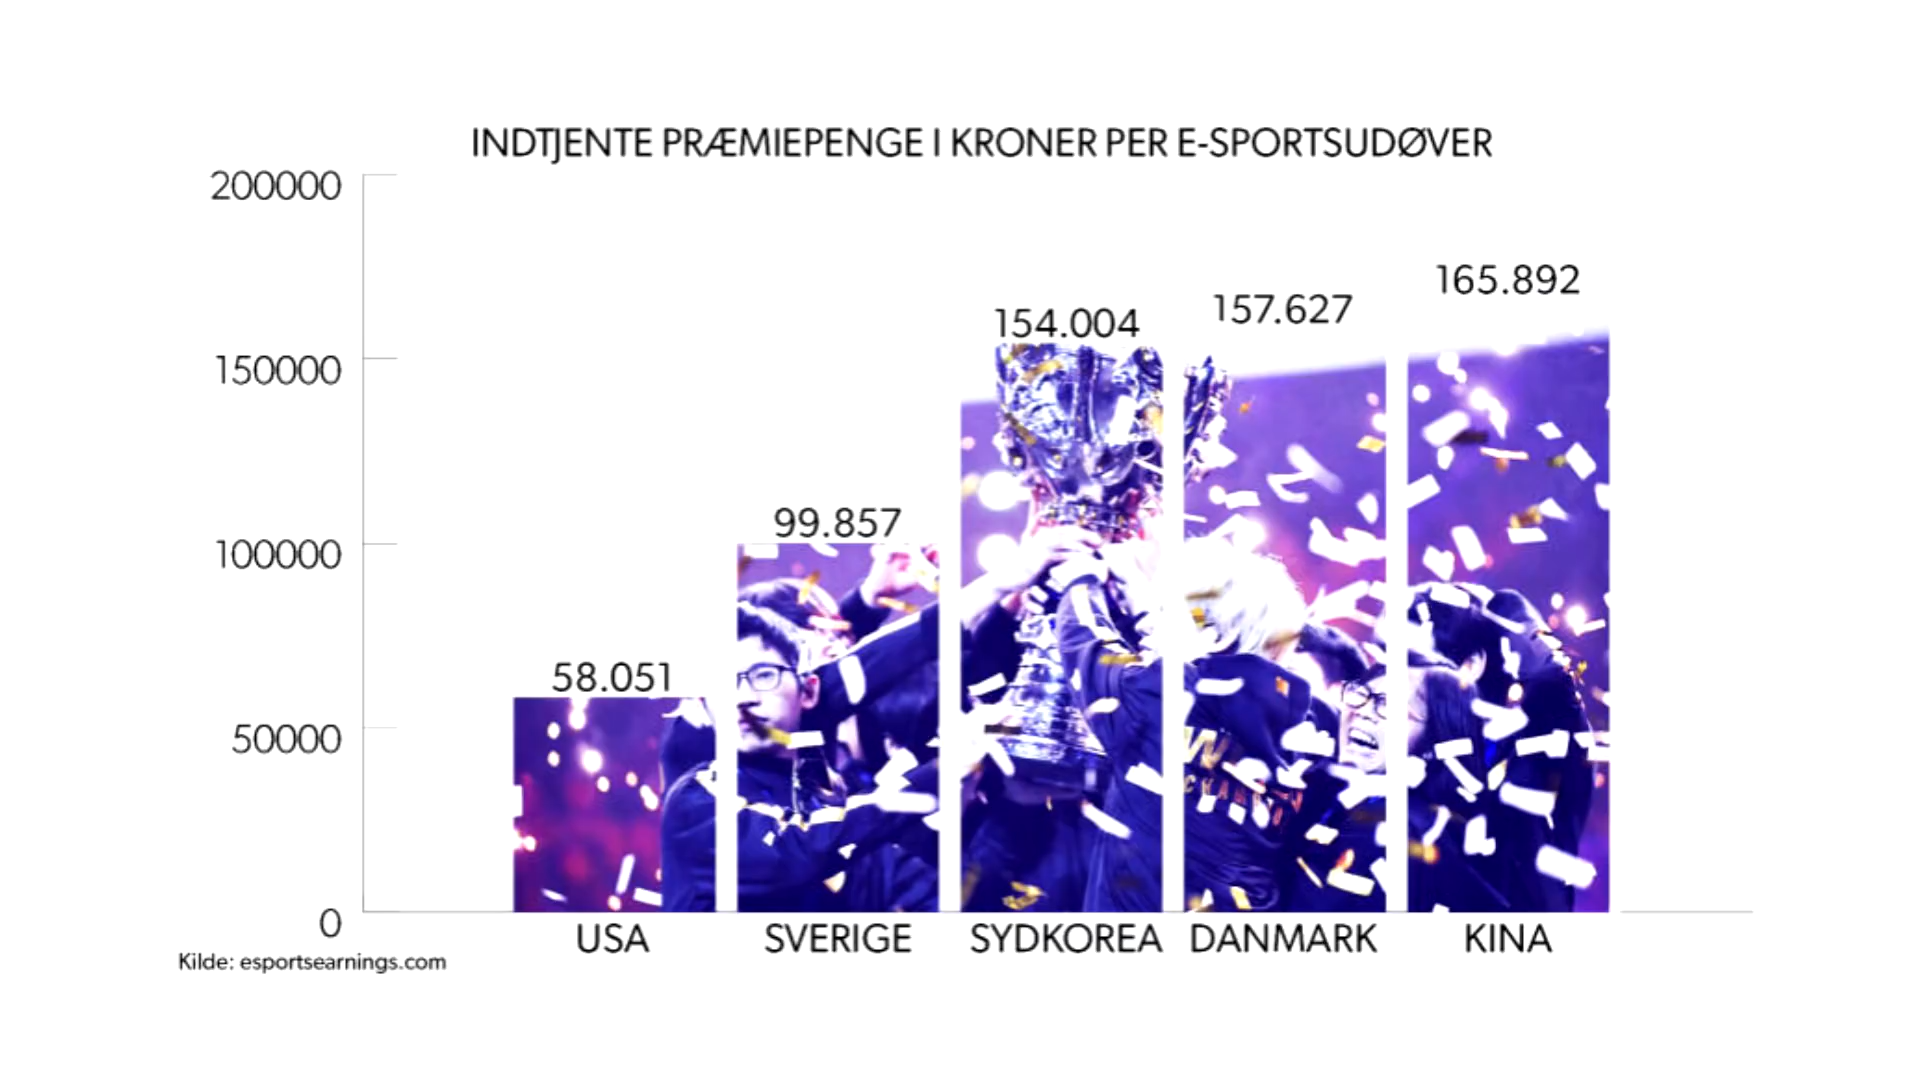 INDTJENTE PRÆMIEPENGE I KRONER PER E-SPORTSUDØVER
200000
150000
100000
50000
0
58.051
99.857
154.004
157.627
165.892
USA
SVERIGE
SYDKOREA
DANMARK
KINA
Kilde: esportsearnings.com